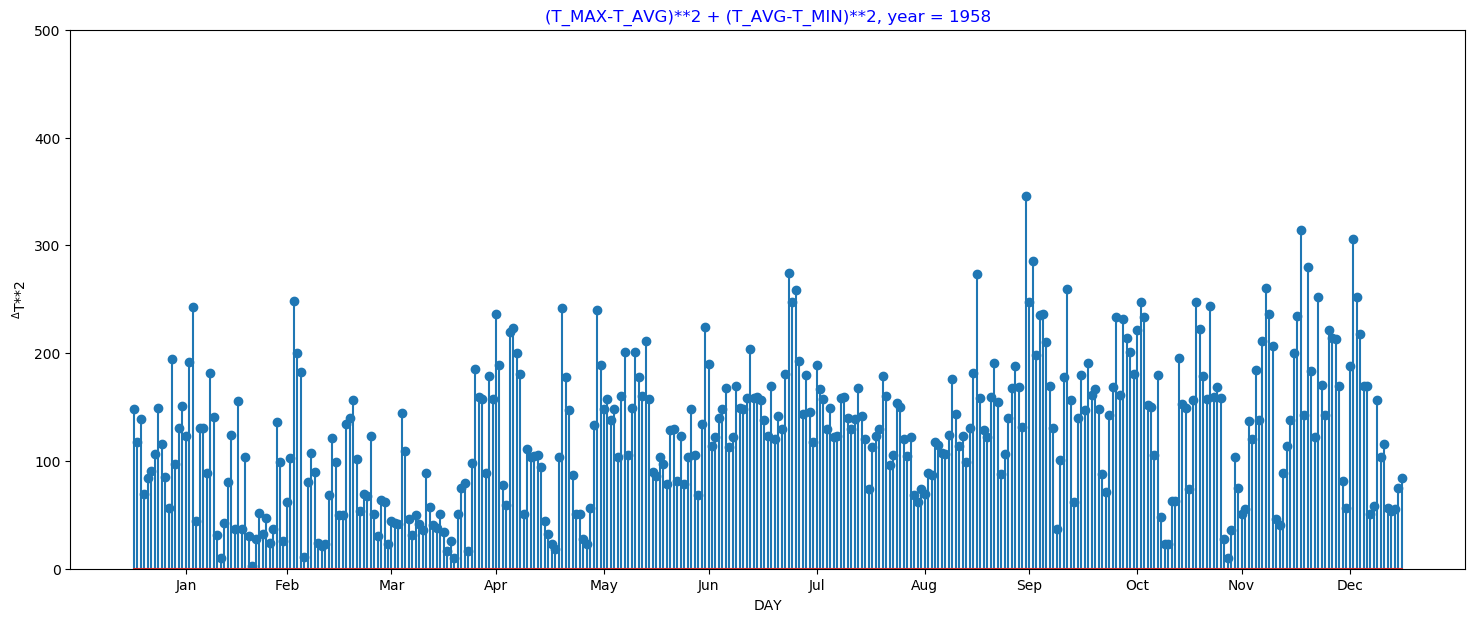 (T_MAX-T_AVG)**2 + (T_AVG-T_MIN)**2, year = 1958
500
400
300
200
100
0
ΔT**2
Jan Feb Mar Apr May Jun Jul Aug Sep Oct Nov Dec
DAY